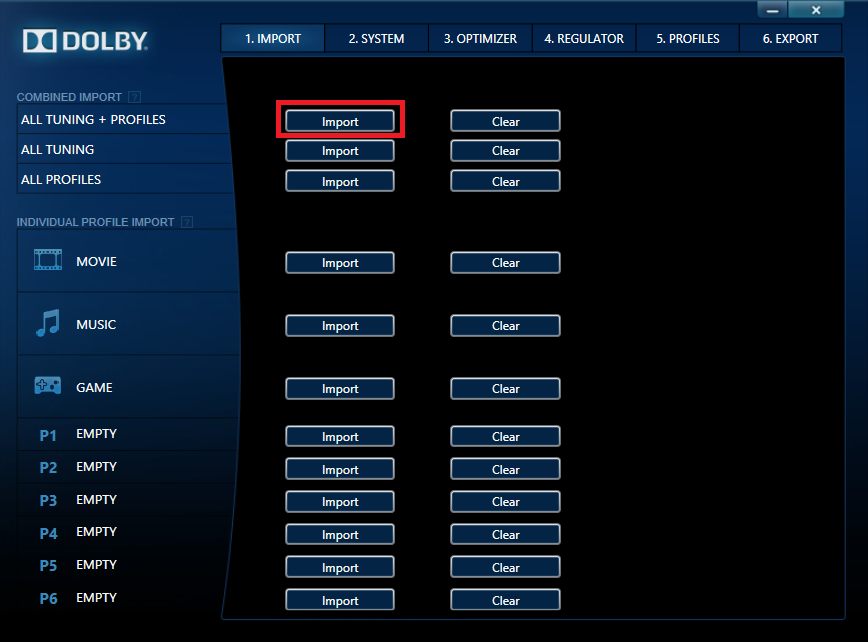 DOLBY
1. IMPORT 2. SYSTEM 3. OPTIMIZER 4. REGULATOR 5. PROFILES 6. EXPORT
COMBINED IMPORT ?
ALL TUNING + PROFILES Import Clear
ALL TUNING Import Clear
ALL PROFILES Import Clear
INDIVIDUAL PROFILE IMPORT ?
MOVIE Import Clear
MUSIC Import Clear
GAME Import Clear
P1 EMPTY Import Clear
P2 EMPTY Import Clear
P3 EMPTY Import Clear
P4 EMPTY Import Clear
P5 EMPTY Import Clear
P6 EMPTY Import Clear